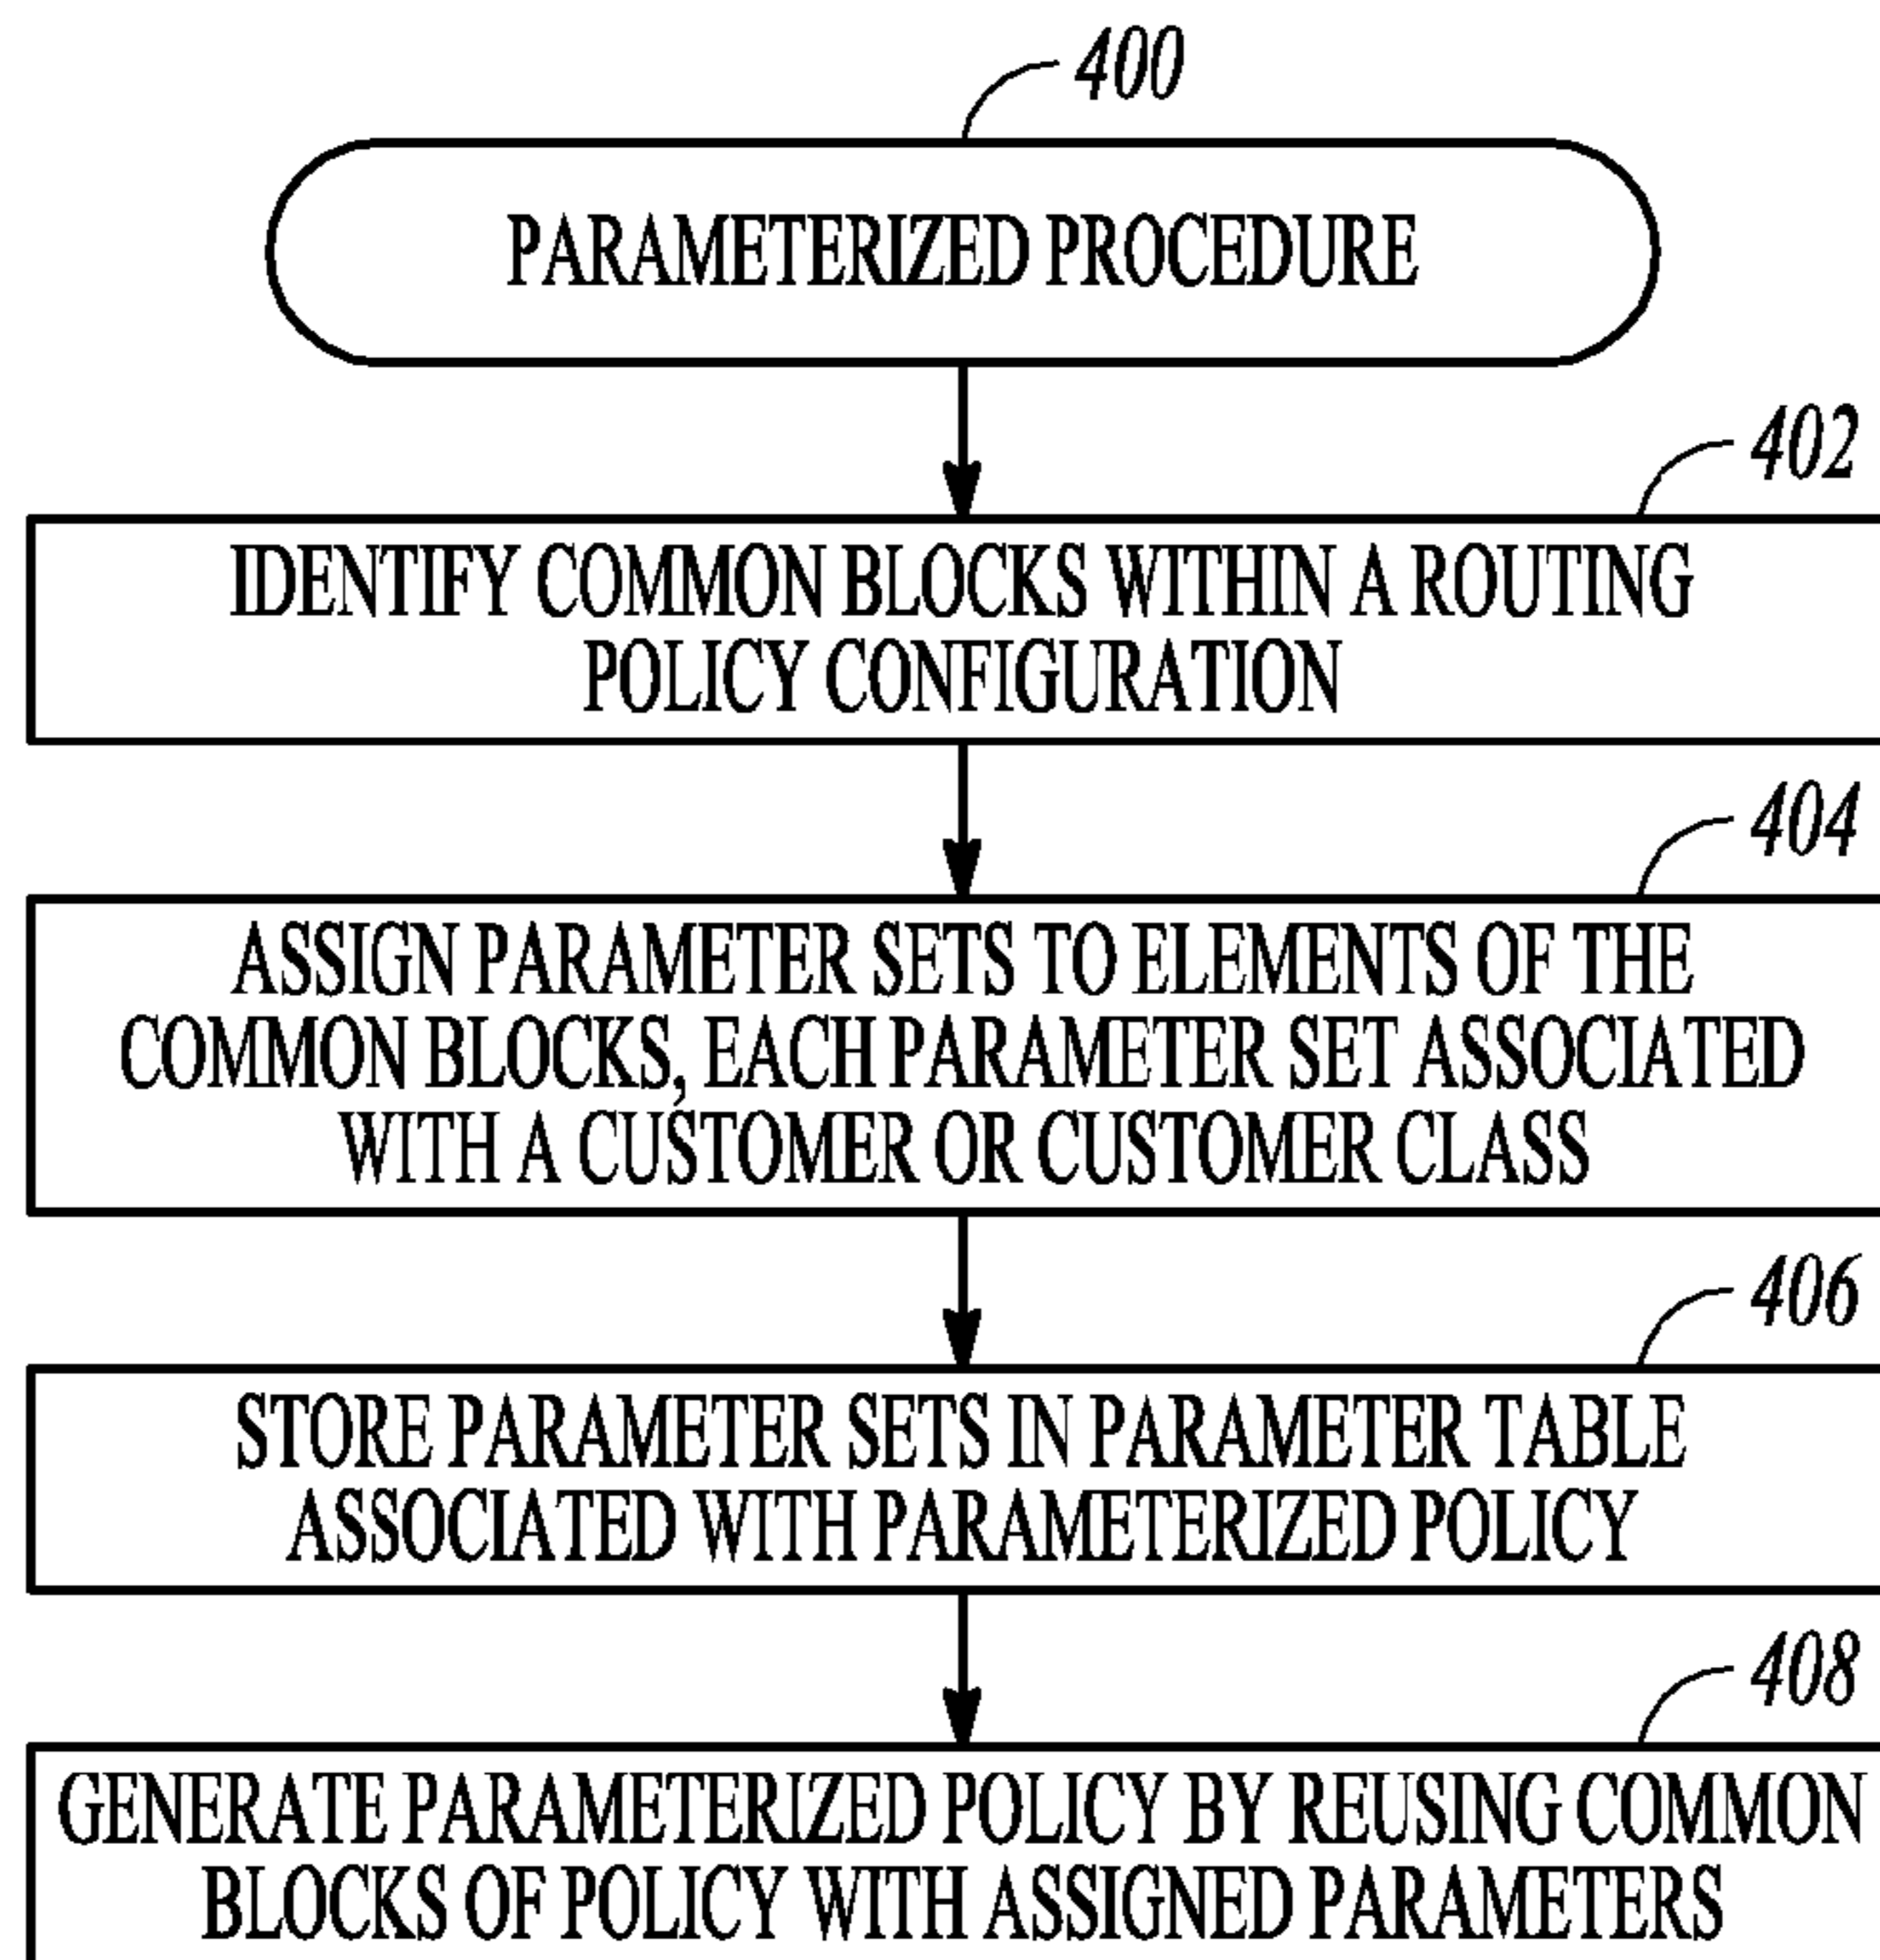 400
PARAMETERIZED PROCEDURE
402
IDENTIFY COMMON BLOCKS WITHIN A ROUTING
POLICY CONFIGURATION
404
ASSIGN PARAMETER SETS TO ELEMENTS OF THE
COMMON BLOCKS, EACH PARAMETER SET ASSOCIATED
WITH A CUSTOMER OR CUSTOMER CLASS
406
STORE PARAMETER SETS IN PARAMETER TABLE
ASSOCIATED WITH PARAMETERIZED POLICY
408
GENERATE PARAMETERIZED POLICY BY REUSING COMMON
BLOCKS OF POLICY WITH ASSIGNED PARAMETERS